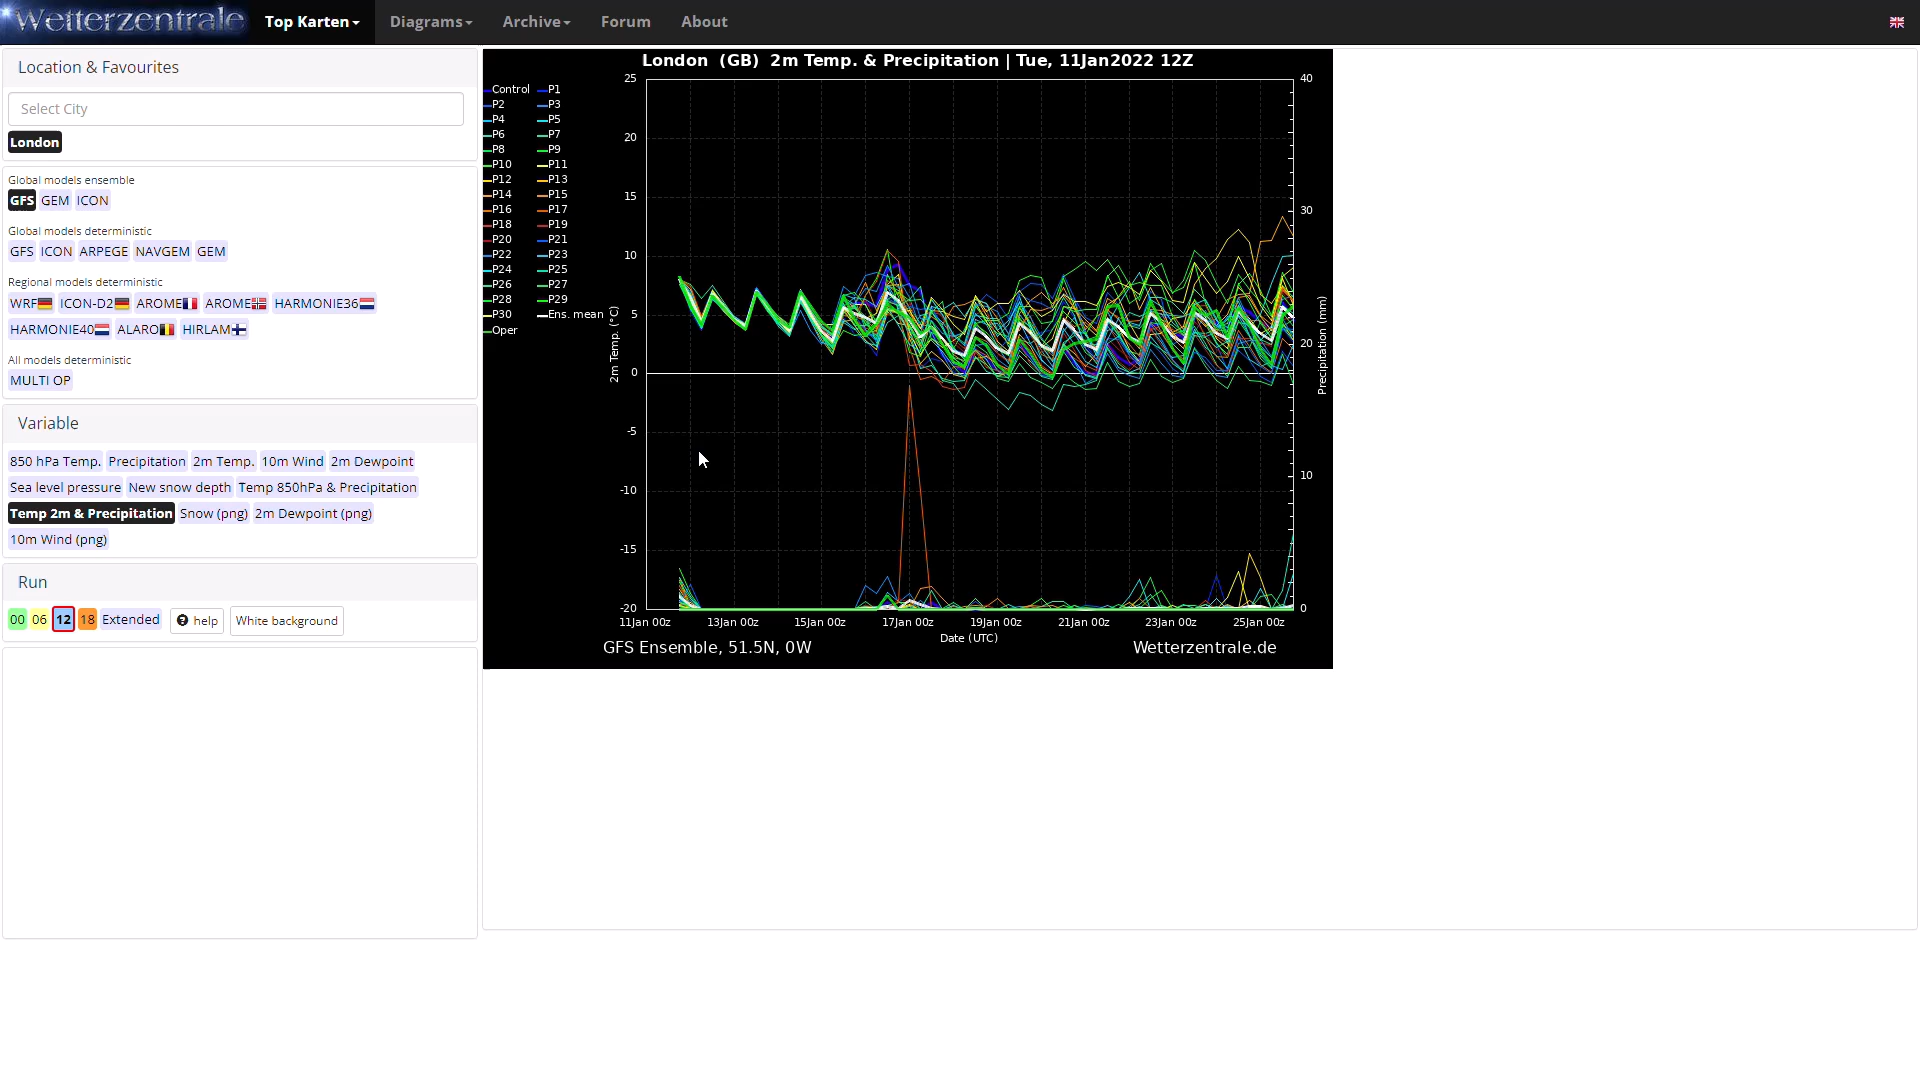 Wetterzentrale Top Karten Diagrams Archive Forum About
Location & Favourites
Select City
London
Global models ensemble
GFS GEM ICON
Global models deterministic
GFS ICON ARPEGE NAVGEM GEM
Regional models deterministic
WRF ICON-D2 AROME AROME HARMONIE36
HARMONIE40 ALARO HIRLAM
All models deterministic
MULTI OP
Variable
850 hPa Temp. Precipitation 2m Temp. 10m Wind 2m Dewpoint
Sea level pressure New snow depth Temp 850hPa & Precipitation
Temp 2m & Precipitation Snow (png) 2m Dewpoint (png)
10m Wind (png)
Run
00 06 12 18 Extended help White background
London (GB) 2m Temp. & Precipitation | Tue, 11Jan2022 12Z
Control P1
P2 P3
P4 P5
P6 P7
P8 P9
P10 P11
P12 P13
P14 P15
P16 P17
P18 P19
P20 P21
P22 P23
P24 P25
P26 P27
P28 P29
P30 Ens. mean
Oper
2m Temp. (°C)
25
20
15
10
5
0
-5
-10
-15
-20
40
30
20
10
0
Precipitation (mm)
11Jan 00z 13Jan 00z 15Jan 00z 17Jan 00z 19Jan 00z 21Jan 00z 23Jan 00z 25Jan 00z
Date (UTC)
GFS Ensemble, 51.5N, 0W Wetterzentrale.de